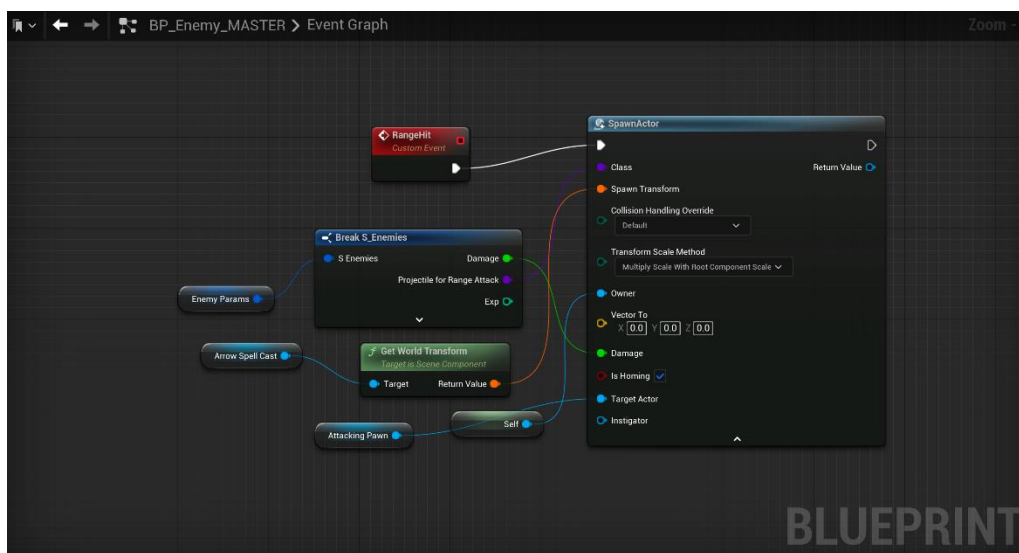 BP_Enemy_MASTER > Event Graph
Zoom -
RangeHit
Custom Event
SpawnActor
Class
Return Value
Spawn Transform
Collision Handling Override
Default
Transform Scale Method
Multiply Scale With Root Component Scale
Owner
Vector To
X 0.0 Y 0.0 Z 0.0
Damage
Is Homing
Target Actor
Instigator
Break S_Enemies
S Enemies
Damage
Projectile for Range Attack
Exp
Enemy Params
Arrow Spell Cast
Get World Transform
Target is Scene Component
Target
Return Value
Self
Attacking Pawn
BLUEPRINT